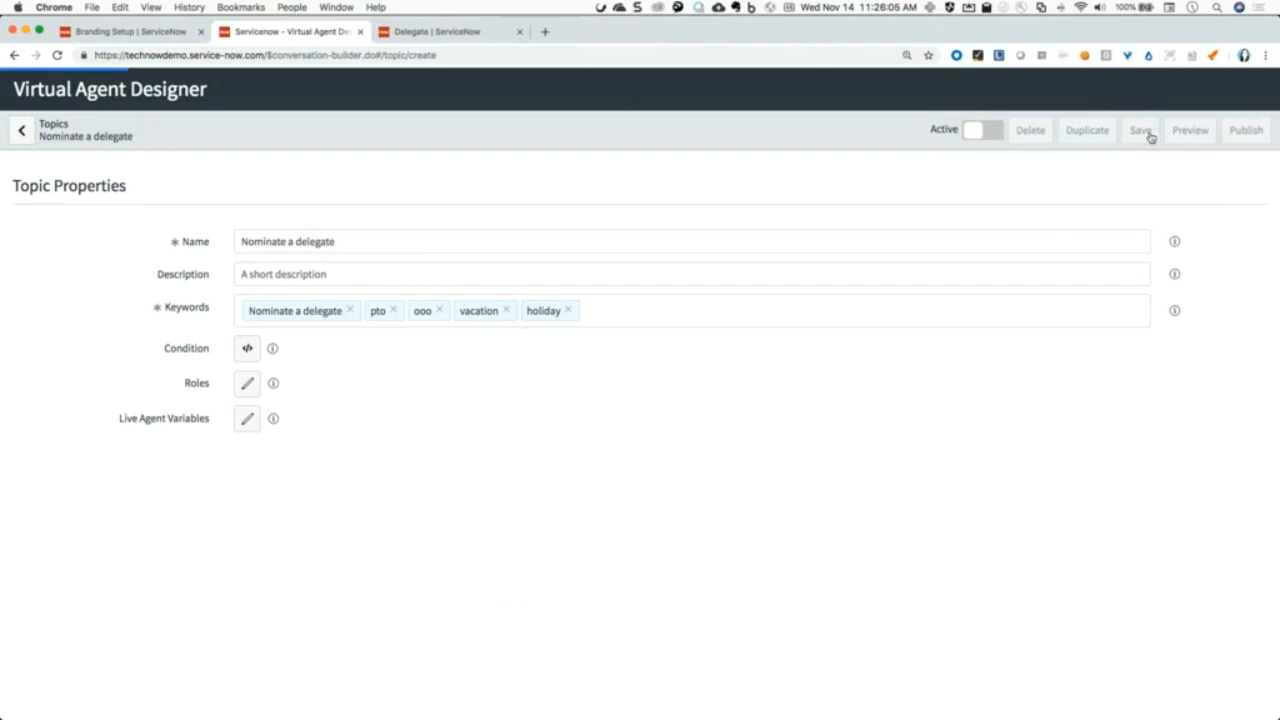 Chrome File Edit View History Bookmarks People Window Help 100% Wed Nov 14 11:26:05 AM
Branding Setup | ServiceNow × Servicenow - Virtual Agent De × Delegate | ServiceNow × +
https://technowdemo.service-now.com/$conversation-builder.do#/topic/create
Virtual Agent Designer
Topics
Nominate a delegate
Active Delete Duplicate Save Preview Publish
Topic Properties
* Name Nominate a delegate
Description A short description
* Keywords Nominate a delegate × pto × ooo × vacation × holiday ×
Condition </>
Roles
Live Agent Variables